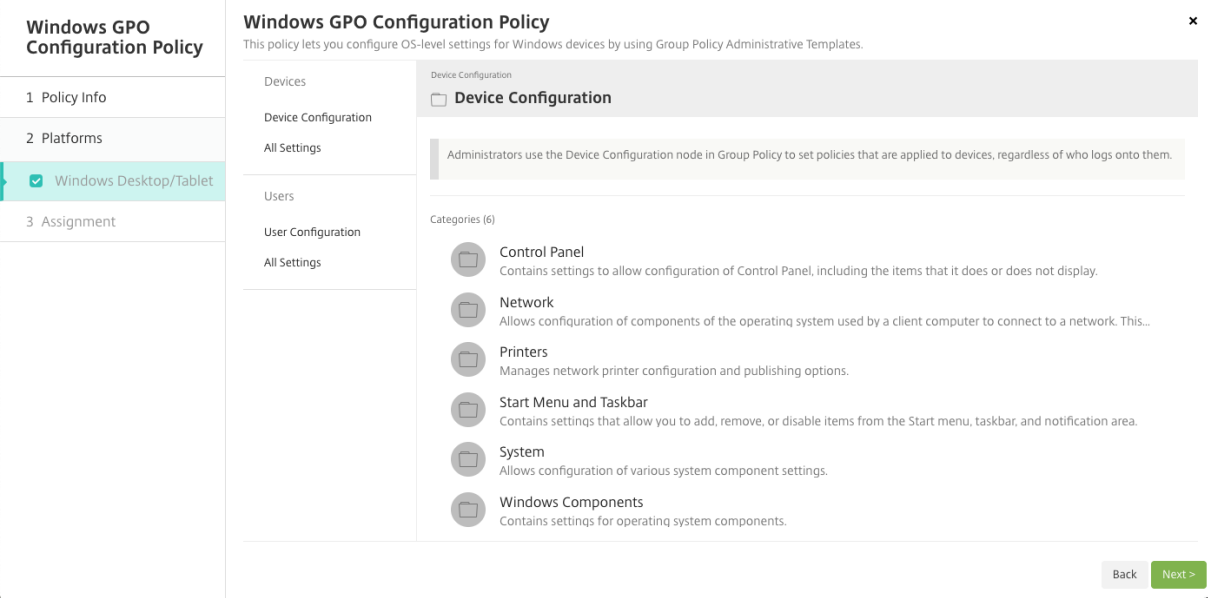 Windows GPO
Configuration Policy
1 Policy Info
2 Platforms
Windows Desktop/Tablet
3 Assignment
Windows GPO Configuration Policy
This policy lets you configure OS-level settings for Windows devices by using Group Policy Administrative Templates.
Devices
Device Configuration
All Settings
Users
User Configuration
All Settings
Device Configuration
Device Configuration
Administrators use the Device Configuration node in Group Policy to set policies that are applied to devices, regardless of who logs onto them.
Categories (6)
Control Panel
Contains settings to allow configuration of Control Panel, including the items that it does or does not display.
Network
Allows configuration of components of the operating system used by a client computer to connect to a network. This...
Printers
Manages network printer configuration and publishing options.
Start Menu and Taskbar
Contains settings that allow you to add, remove, or disable items from the Start menu, taskbar, and notification area.
System
Allows configuration of various system component settings.
Windows Components
Contains settings for operating system components.
Back
Next >